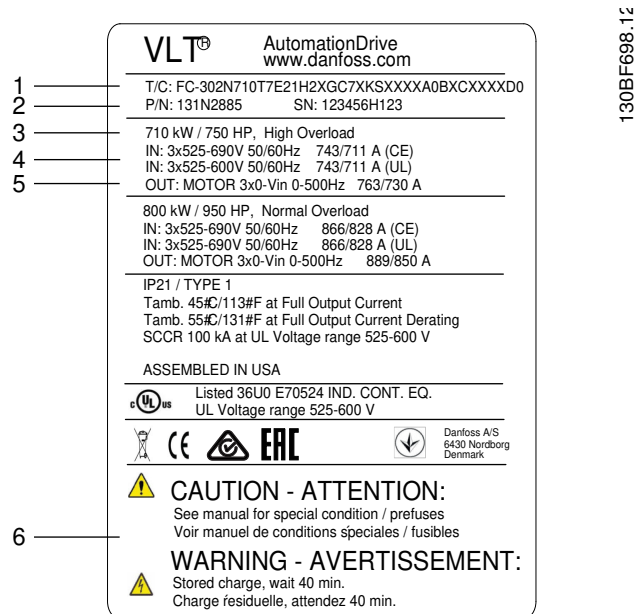 VLT® AutomationDrive
www.danfoss.com
1 T/C: FC-302N710T7E21H2XGC7XKSXXXXA0BXCXXXXD0
2 P/N: 131N2885 SN: 123456H123
3 710 kW / 750 HP, High Overload
4 IN: 3x525-690V 50/60Hz 743/711 A (CE)
IN: 3x525-600V 50/60Hz 743/711 A (UL)
5 OUT: MOTOR 3x0-Vin 0-500Hz 763/730 A
800 kW / 950 HP, Normal Overload
IN: 3x525-690V 50/60Hz 866/828 A (CE)
IN: 3x525-600V 50/60Hz 866/828 A (UL)
OUT: MOTOR 3x0-Vin 0-500Hz 889/850 A
IP21 / TYPE 1
Tamb. 45#C/113#F at Full Output Current
Tamb. 55#C/131#F at Full Output Current Derating
SCCR 100 kA at UL Voltage range 525-600 V
ASSEMBLED IN USA
c UL us Listed 36U0 E70524 IND. CONT. EQ.
UL Voltage range 525-600 V
CE EAC
Danfoss A/S
6430 Nordborg
Denmark
CAUTION - ATTENTION:
See manual for special condition / prefuses
Voir manuel de conditions śpeciales / fusibles
6
WARNING - AVERTISSEMENT:
Stored charge, wait 40 min.
Charge ŕesiduelle, attendez 40 min.
130BF698.12